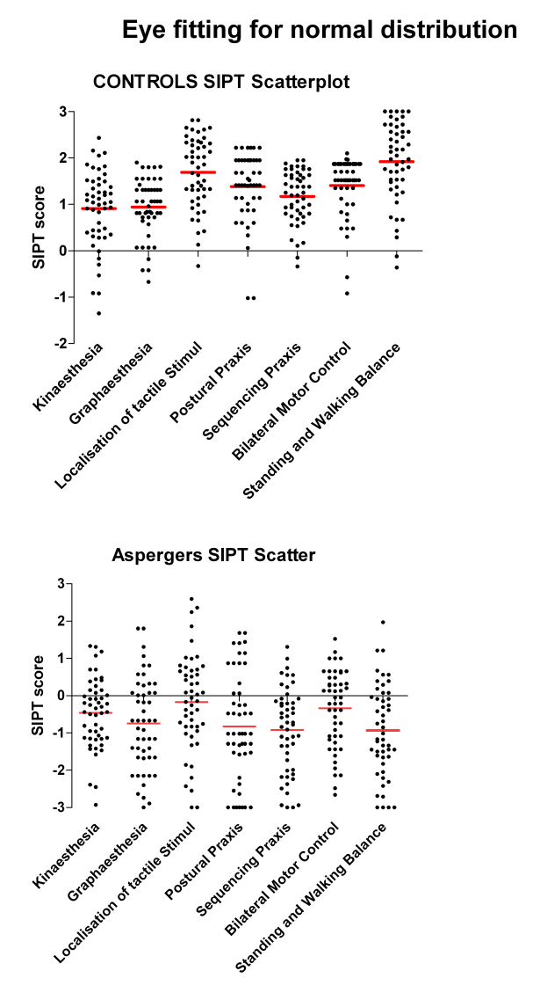 Eye fitting for normal distribution
CONTROLS SIPT Scatterplot
3
2
1
0
-1
-2
SIPT score
Kinaesthesia
Graphaesthesia
Localisation of tactile Stimul
Postural Praxis
Sequencing Praxis
Bilateral Motor Control
Standing and Walking Balance
Aspergers SIPT Scatter
3
2
1
0
-1
-2
-3
SIPT score
Kinaesthesia
Graphaesthesia
Localisation of tactile Stimul
Postural Praxis
Sequencing Praxis
Bilateral Motor Control
Standing and Walking Balance